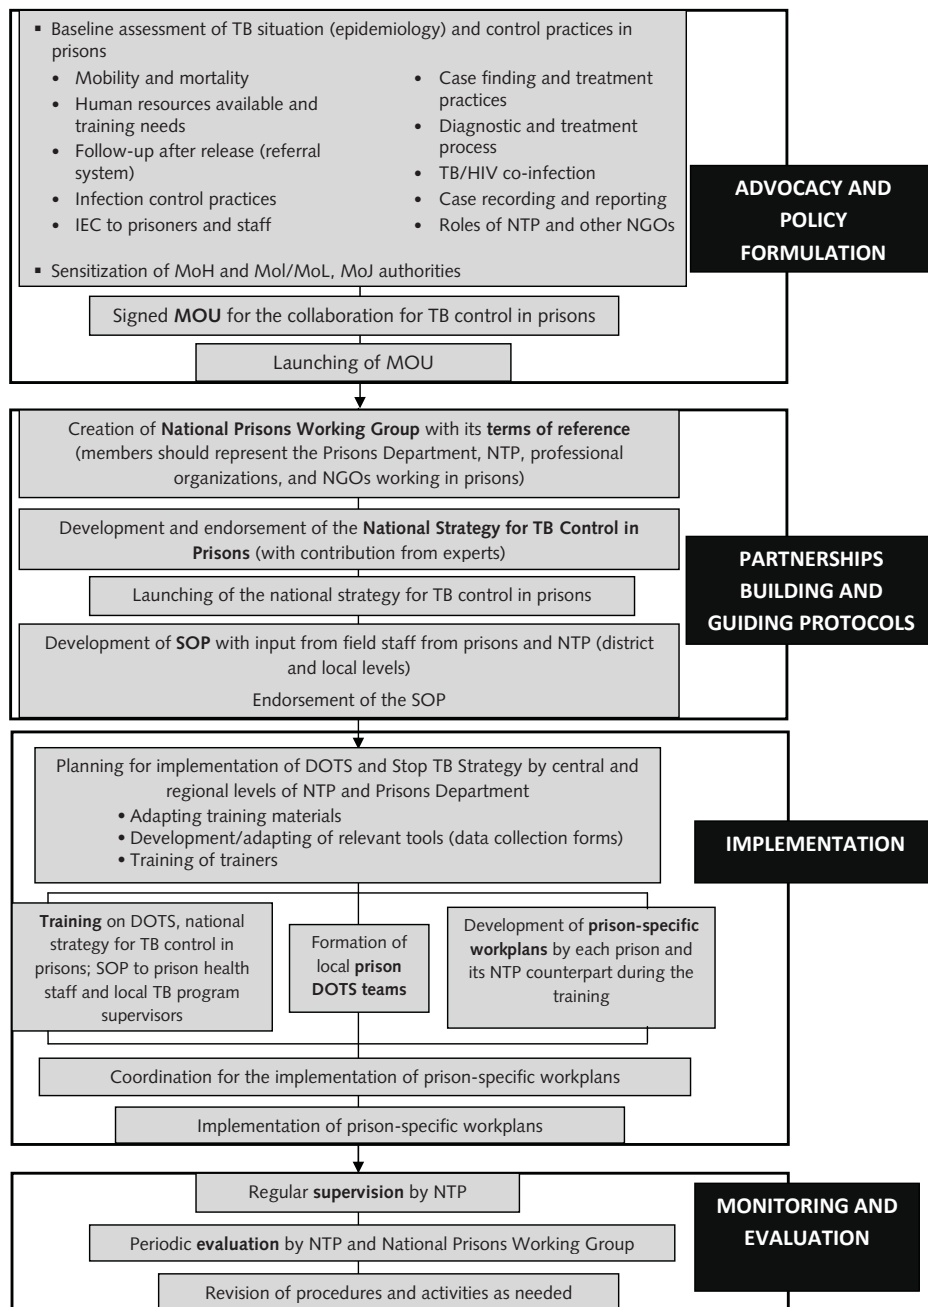 ▪ Baseline assessment of TB situation (epidemiology) and control practices in
prisons
• Mobility and mortality
• Human resources available and
training needs
• Follow-up after release (referral
system)
• Infection control practices
• IEC to prisoners and staff
• Case finding and treatment
practices
• Diagnostic and treatment
process
• TB/HIV co-infection
• Case recording and reporting
• Roles of NTP and other NGOs
▪ Sensitization of MoH and MoI/MoL, MoJ authorities
ADVOCACY AND
POLICY
FORMULATION
Signed MOU for the collaboration for TB control in prisons
Launching of MOU
Creation of National Prisons Working Group with its terms of reference
(members should represent the Prisons Department, NTP, professional
organizations, and NGOs working in prisons)
Development and endorsement of the National Strategy for TB Control in
Prisons (with contribution from experts)
Launching of the national strategy for TB control in prisons
PARTNERSHIPS
BUILDING AND
GUIDING PROTOCOLS
Development of SOP with input from field staff from prisons and NTP (district
and local levels)
Endorsement of the SOP
Planning for implementation of DOTS and Stop TB Strategy by central and
regional levels of NTP and Prisons Department
• Adapting training materials
• Development/adapting of relevant tools (data collection forms)
• Training of trainers
IMPLEMENTATION
Training on DOTS, national
strategy for TB control in
prisons; SOP to prison health
staff and local TB program
supervisors
Formation of
local prison
DOTS teams
Development of prison-specific
workplans by each prison and
its NTP counterpart during the
training
Coordination for the implementation of prison-specific workplans
Implementation of prison-specific workplans
Regular supervision by NTP
MONITORING AND
EVALUATION
Periodic evaluation by NTP and National Prisons Working Group
Revision of procedures and activities as needed